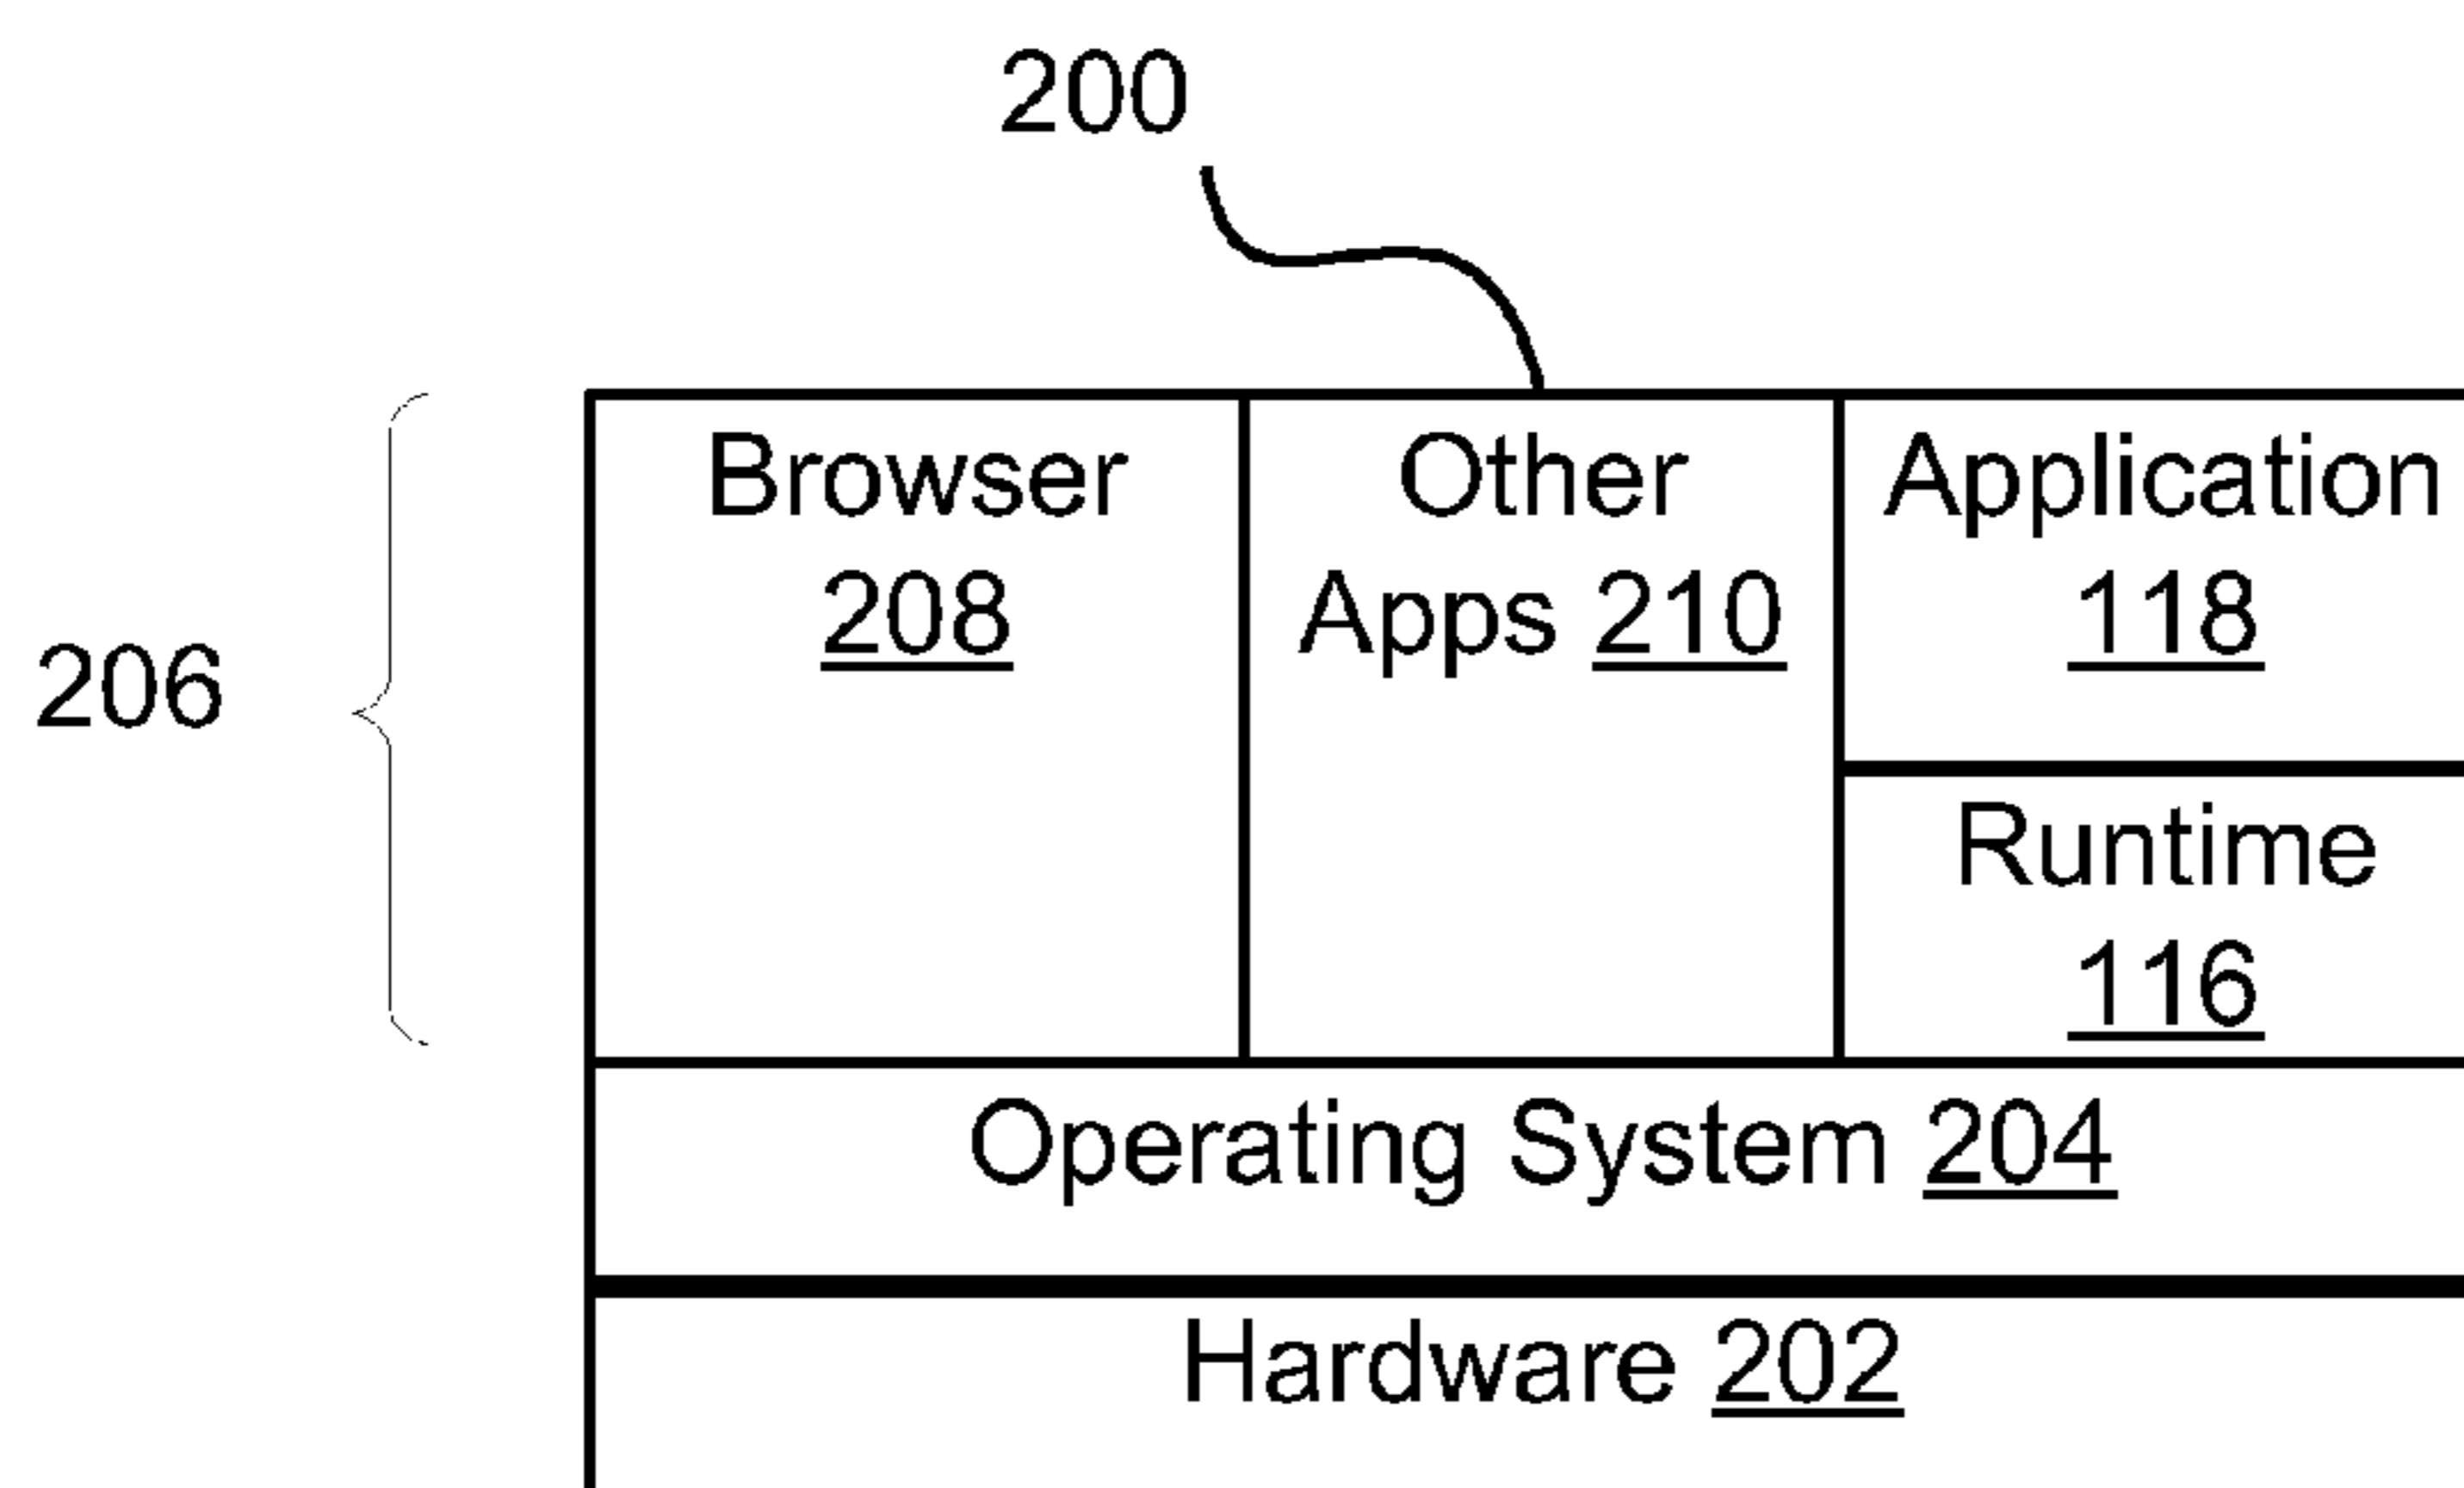 200
206
Browser
208
Other
Apps 210
Application
118
Runtime
116
Operating System 204
Hardware 202